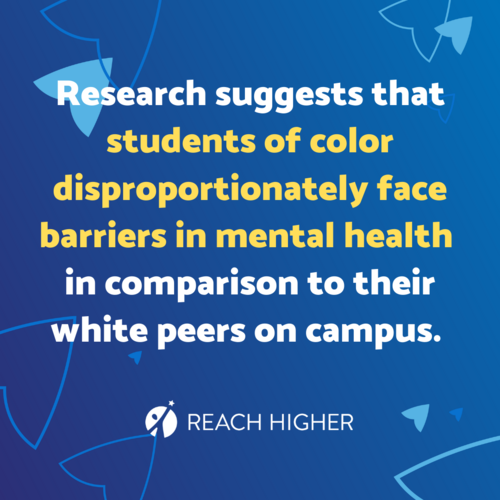 Research suggests that
students of color
disproportionately face
barriers in mental health
in comparison to their
white peers on campus.
REACH HIGHER